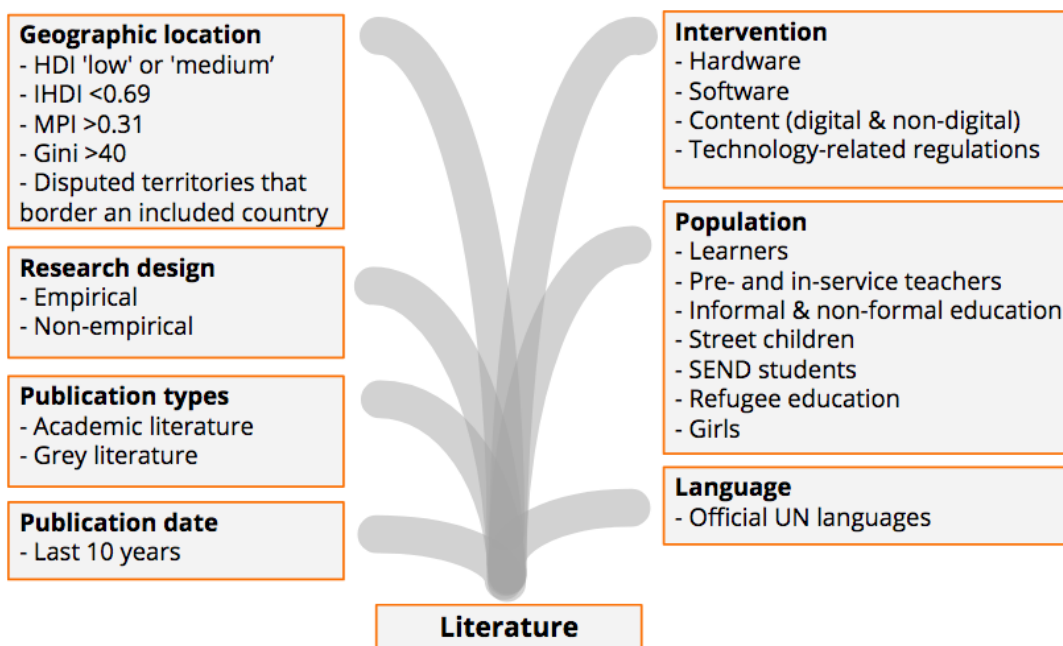 Geographic location
- HDI 'low' or 'medium’
- IHDI <0.69
- MPI >0.31
- Gini >40
- Disputed territories that
border an included country
Research design
- Empirical
- Non-empirical
Publication types
- Academic literature
- Grey literature
Publication date
- Last 10 years
Intervention
- Hardware
- Software
- Content (digital & non-digital)
- Technology-related regulations
Population
- Learners
- Pre- and in-service teachers
- Informal & non-formal education
- Street children
- SEND students
- Refugee education
- Girls
Language
- Official UN languages
Literature